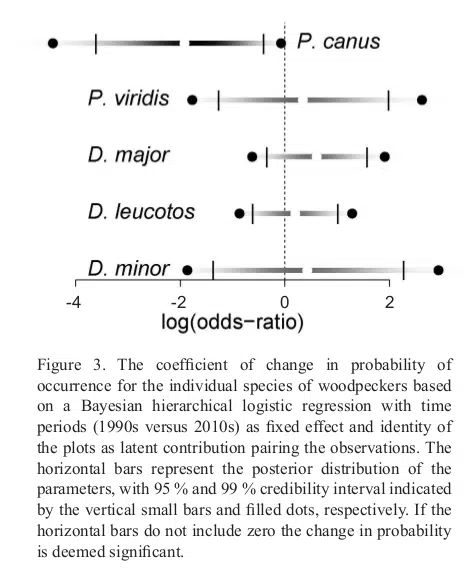 P. canus
P. viridis
D. major
D. leucotos
D. minor
-4 -2 0 2
log(odds-ratio)
Figure 3. The coefficient of change in probability of
occurrence for the individual species of woodpeckers based
on a Bayesian hierarchical logistic regression with time
periods (1990s versus 2010s) as fixed effect and identity of
the plots as latent contribution pairing the observations. The
horizontal bars represent the posterior distribution of the
parameters, with 95 % and 99 % credibility interval indicated
by the vertical small bars and filled dots, respectively. If the
horizontal bars do not include zero the change in probability
is deemed significant.